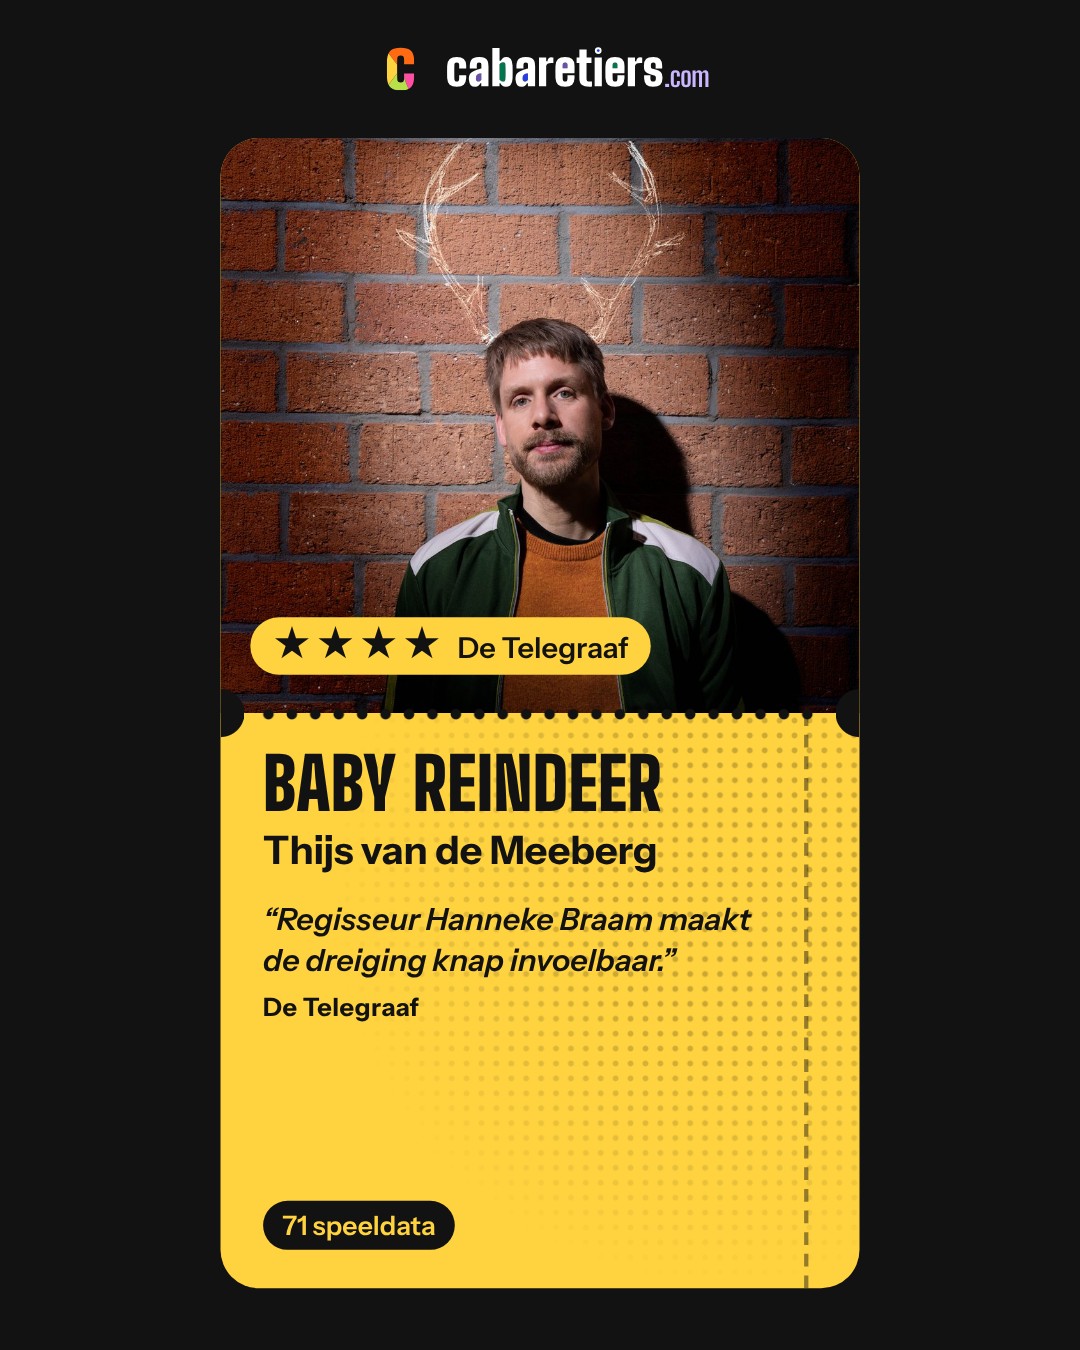 cabaretiers.com
★★★★ De Telegraaf
BABY REINDEER
Thijs van de Meeberg
“Regisseur Hanneke Braam maakt
de dreiging knap invoelbaar.”
De Telegraaf
71 speeldata